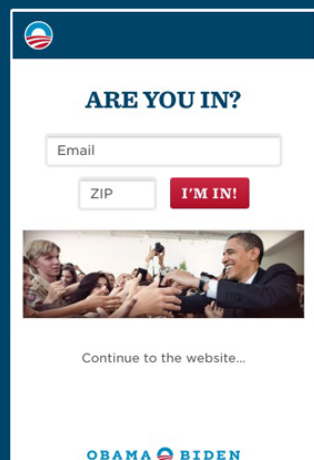 ARE YOU IN?
Email
ZIP I'M IN!
Continue to the website...
OBAMA BIDEN